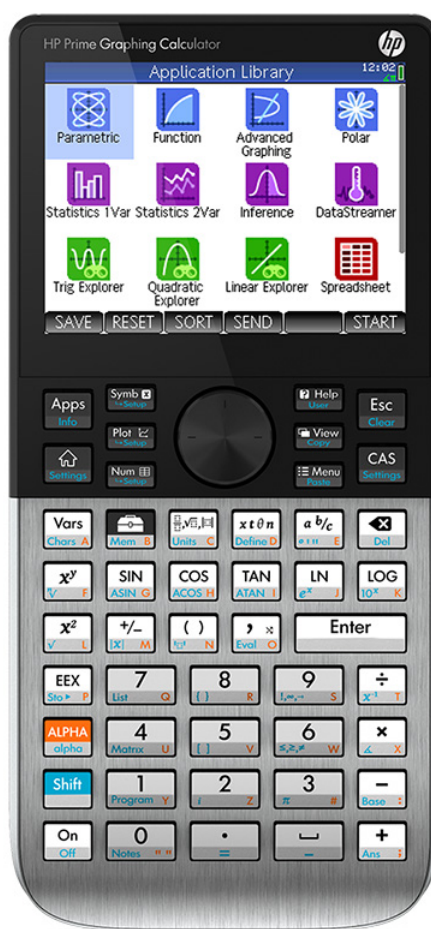 HP Prime Graphing Calculator hp
Application Library 12:02
Parametric Function Advanced Graphing Polar
Statistics 1Var Statistics 2Var Inference DataStreamer
Trig Explorer Quadratic Explorer Linear Explorer Spreadsheet
SAVE RESET SORT SEND START
Apps Info Symb Setup Help User Esc Clear
Plot Setup View Copy
Settings Num Setup Menu Paste CAS Settings
Vars x t θ n a b/c
Chars A Mem B Units C Define D E Del
x^y SIN COS TAN LN LOG
F ASIN G ACOS H ATAN I e^x J 10^x K
x² +/- ( ) , Enter
√ L |x| M N Eval O
EEX 7 8 9 ÷
Sto ▸ P List Q { } R !,∞,→ S x⁻¹ T
ALPHA 4 5 6 ×
alpha Matrix U [ ] V ≤,≥,≠ W ∡ X
Shift 1 2 3 −
Program Y i Z π # Base :
On 0 . +
Off Notes " " = _ Ans ;